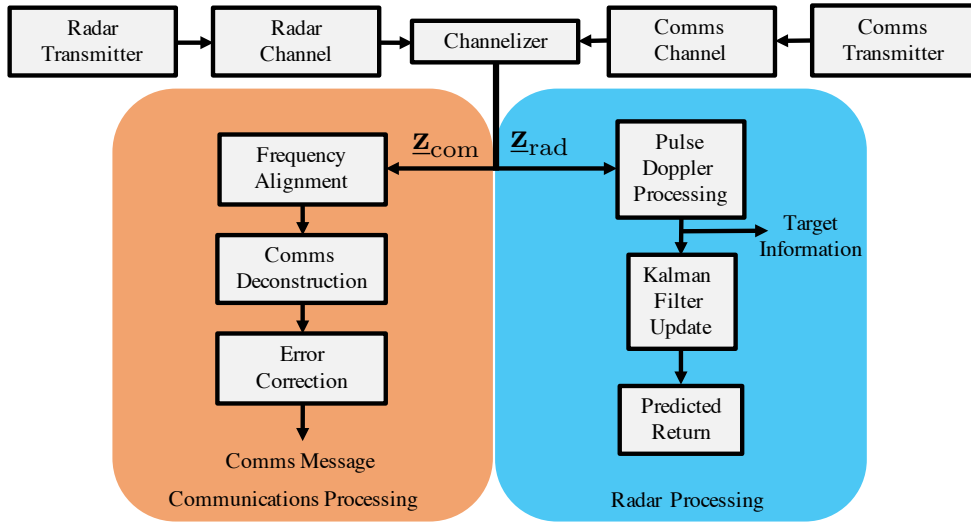 Radar
Transmitter
Radar
Channel
Channelizer
Comms
Channel
Comms
Transmitter
z_com
z_rad
Frequency
Alignment
Comms
Deconstruction
Error
Correction
Comms Message
Communications Processing
Pulse
Doppler
Processing
Target
Information
Kalman
Filter
Update
Predicted
Return
Radar Processing